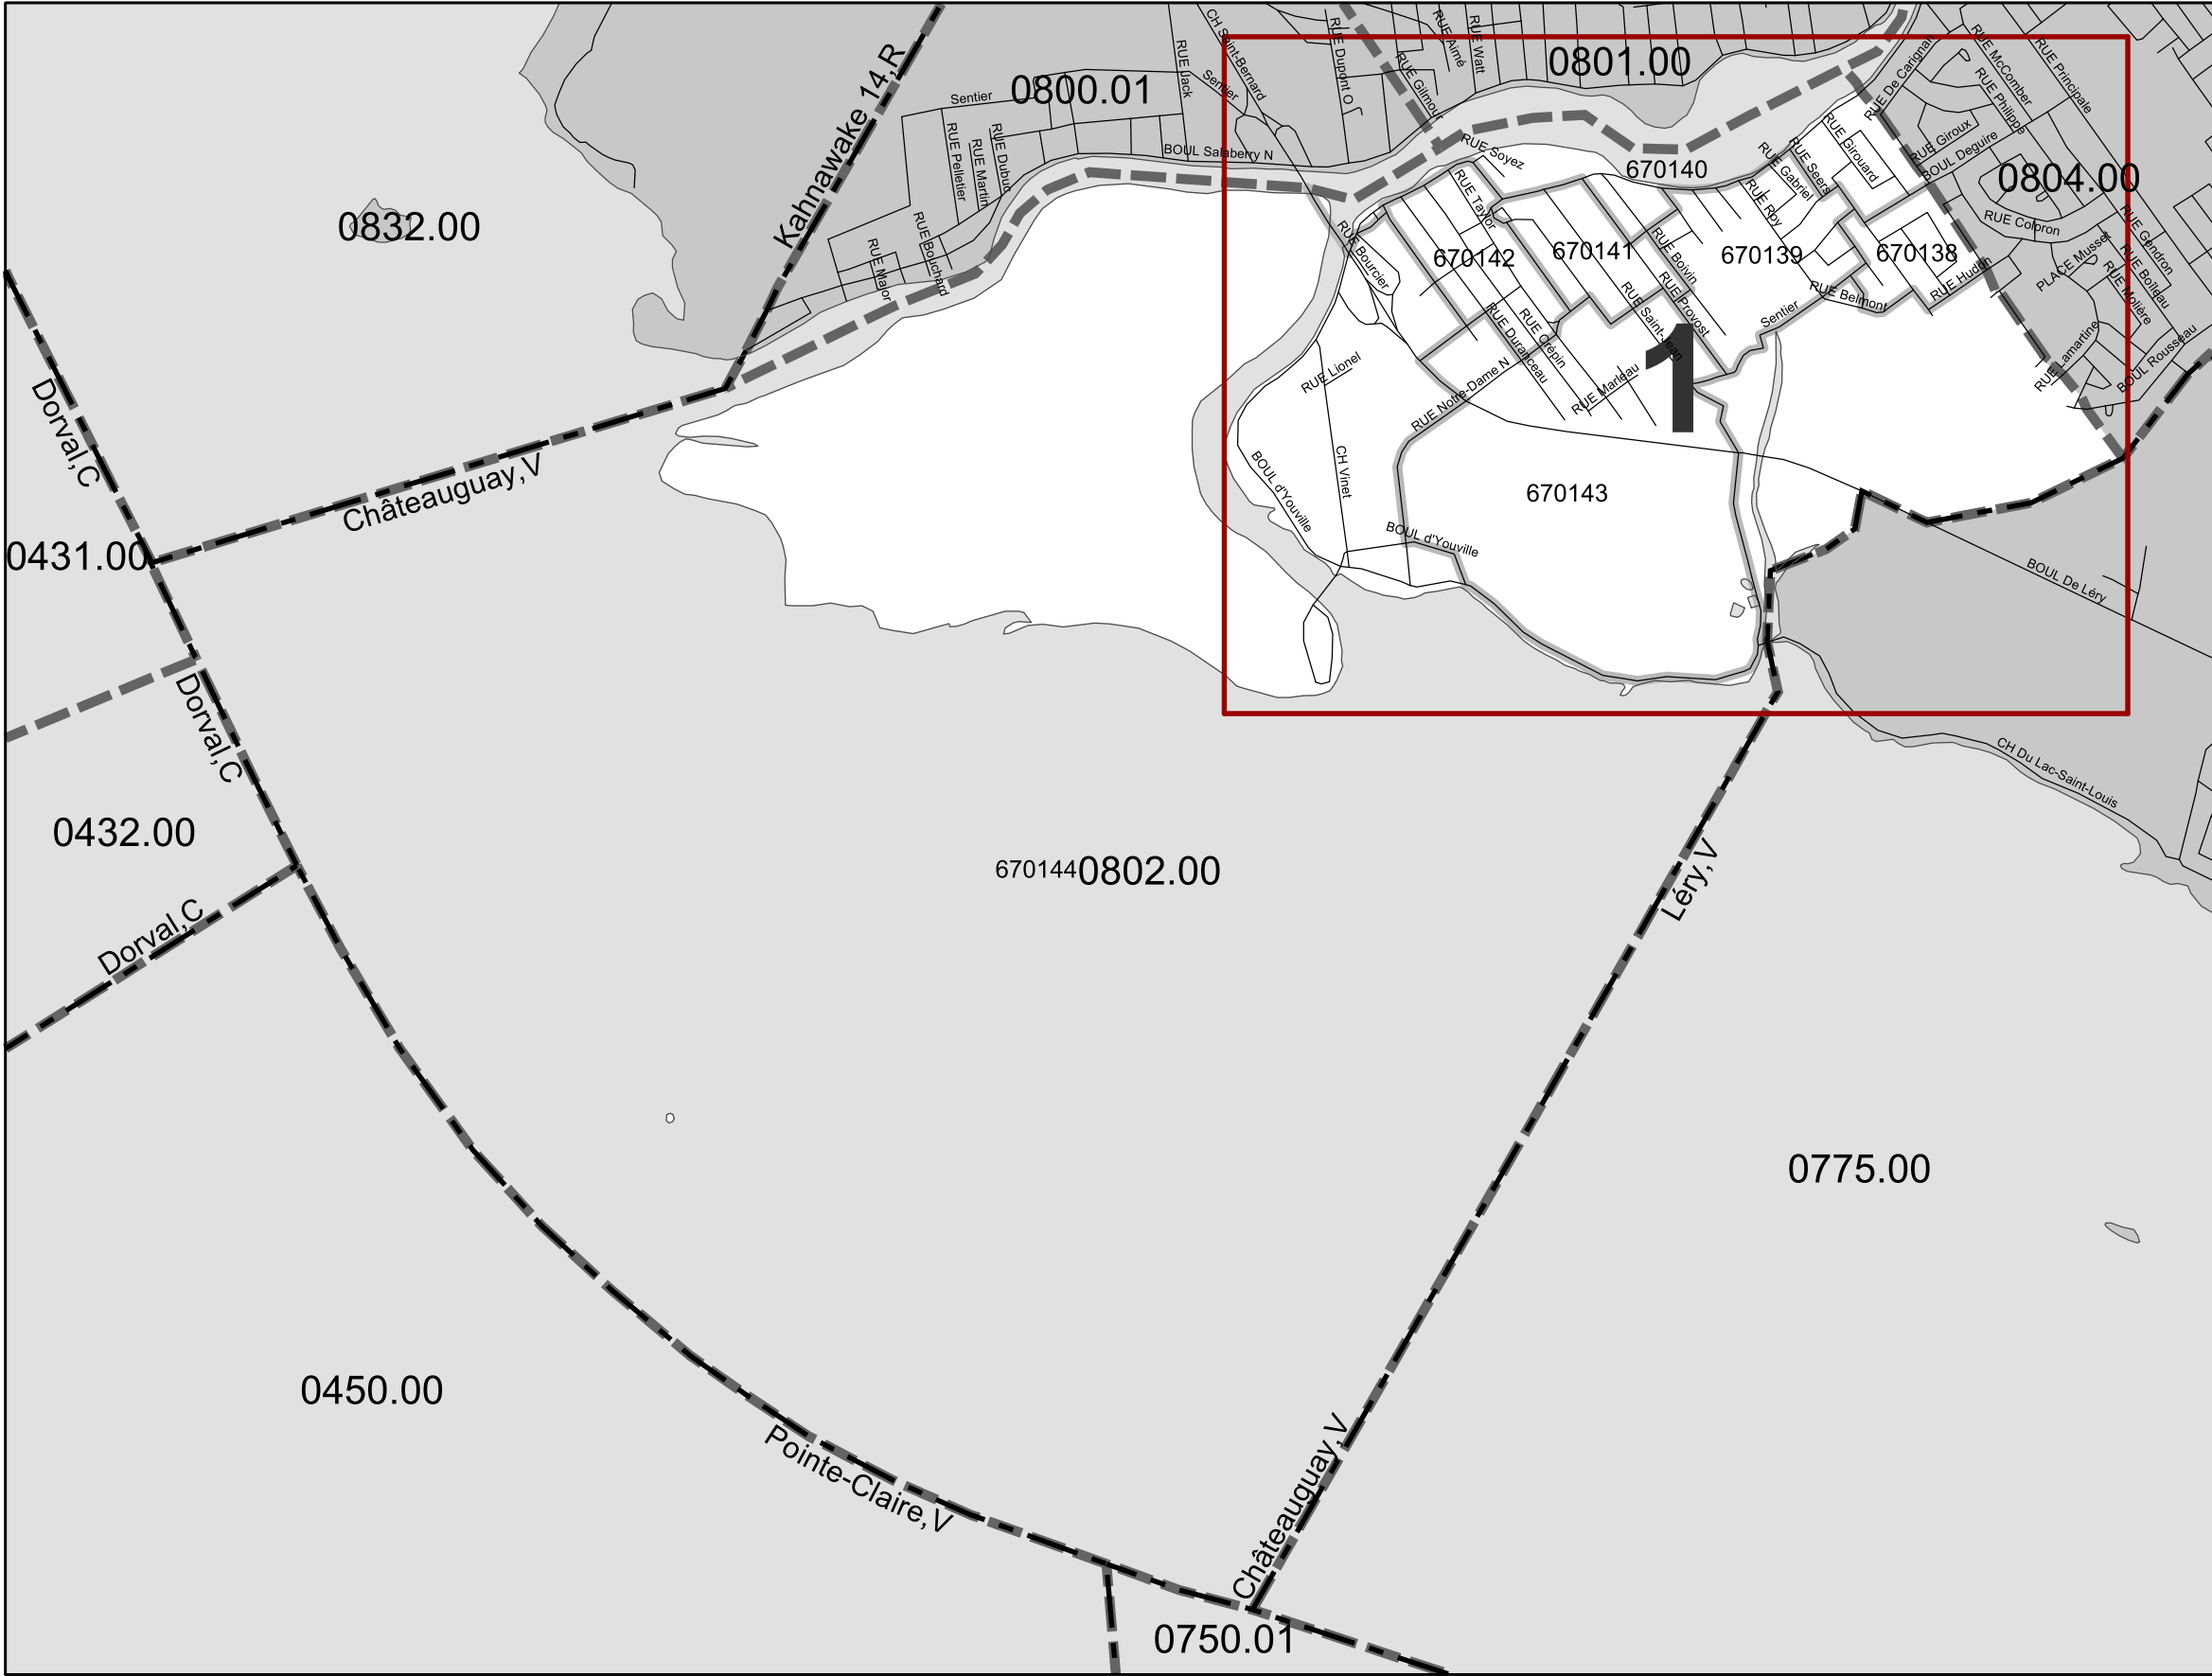 CH Saint-Bernard
RUE Dupont O
RUE Aimé
RUE Watt
RUE McComber
RUE Principale
RUE Jack
Kahnawake 14,R
0800.01
0801.00
Sentier
Sentier
RUE Gilmour
RUE De Carignan
RUE Philippe
RUE Pelletier
RUE Martin
RUE Dubuc
BOUL Salaberry N
RUE Soyez
670140
RUE Gabriel
RUE Seers
RUE Girouard
RUE Giroux
BOUL Deguire
0804.00
0832.00
RUE Major
RUE Bouchard
RUE Bourcier
RUE Taylor
670142
670141
RUE Boivin
RUE Roy
670139
670138
RUE Hudon
RUE Colbron
PLACE Musset
RUE Gendron
RUE Boileau
RUE Molière
RUE Lamartine
BOUL Rousseau
RUE Belmont
Sentier
RUE Provost
RUE Saint-Jean
RUE Duranceau
RUE Crépin
RUE Marleau
RUE Notre-Dame N
RUE Lionel
1
Dorval,C
Châteauguay,V
CH Vinet
BOUL d'Youville
BOUL d'Youville
670143
0431.00
BOUL De Léry
Dorval,C
CH Du Lac-Saint-Louis
0432.00
670144
0802.00
Léry,V
Dorval,C
0775.00
0450.00
Pointe-Claire,V
Châteauguay,V
0750.01